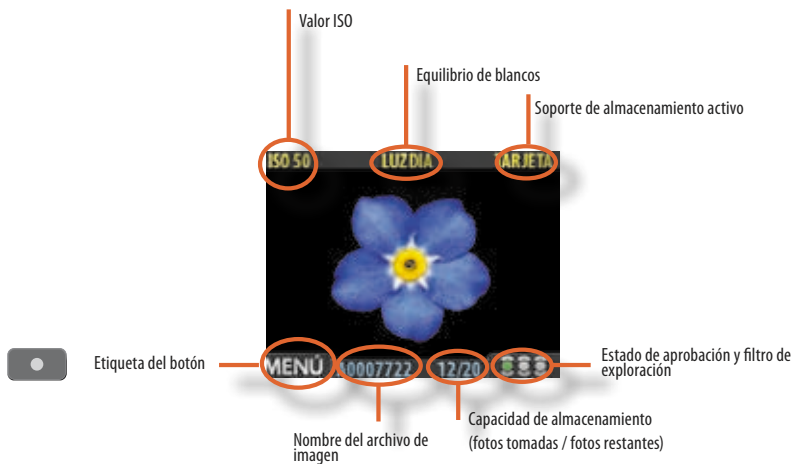 Valor ISO
Equilibrio de blancos
Soporte de almacenamiento activo
ISO 50 LUZ DIA TARJETA
Etiqueta del botón
MENÚ A0007722 12/20
Estado de aprobación y filtro de
exploración
Capacidad de almacenamiento
(fotos tomadas / fotos restantes)
Nombre del archivo de
imagen